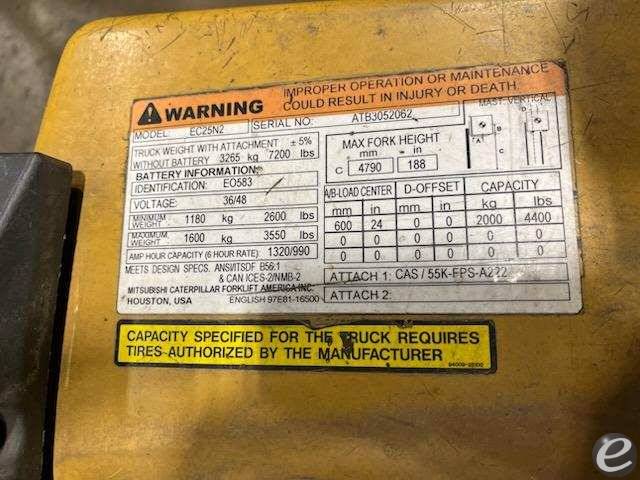 WARNING
IMPROPER OPERATION OR MAINTENANCE
COULD RESULT IN INJURY OR DEATH.
MODEL: EC25N2
SERIAL NO: ATB3052062
MAST-VERTICAL
TRUCK WEIGHT WITH ATTACHMENT ± 5%
WITHOUT BATTERY 3265 kg 7200 lbs
BATTERY INFORMATION:
IDENTIFICATION: EO583
VOLTAGE: 36/48
MINIMUM WEIGHT 1180 kg 2600 lbs
MAXIMUM WEIGHT 1600 kg 3550 lbs
AMP HOUR CAPACITY (6 HOUR RATE): 1320/990
MEETS DESIGN SPECS. ANSI/ITSDF B56:1
& CAN ICES-2/NMB-2
MITSUBISHI CATERPILLAR FORKLIFT AMERICA INC.
HOUSTON, USA ENGLISH 97E81-16500
MAX FORK HEIGHT
mm = in
C 4790 188
A/B-LOAD CENTER D-OFFSET CAPACITY
mm in mm in kg lbs
600 24 0 0 2000 4400
0 0 0 0 0 0
0 0 0 0 0 0
ATTACH 1: CAS / 55K-FPS-A222
ATTACH 2:
CAPACITY SPECIFIED FOR THE TRUCK REQUIRES
TIRES AUTHORIZED BY THE MANUFACTURER
e